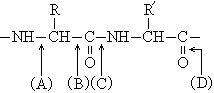 R R′
–NH–CH–C–NH–CH–C–
O O
(A) (B)(C) (D)